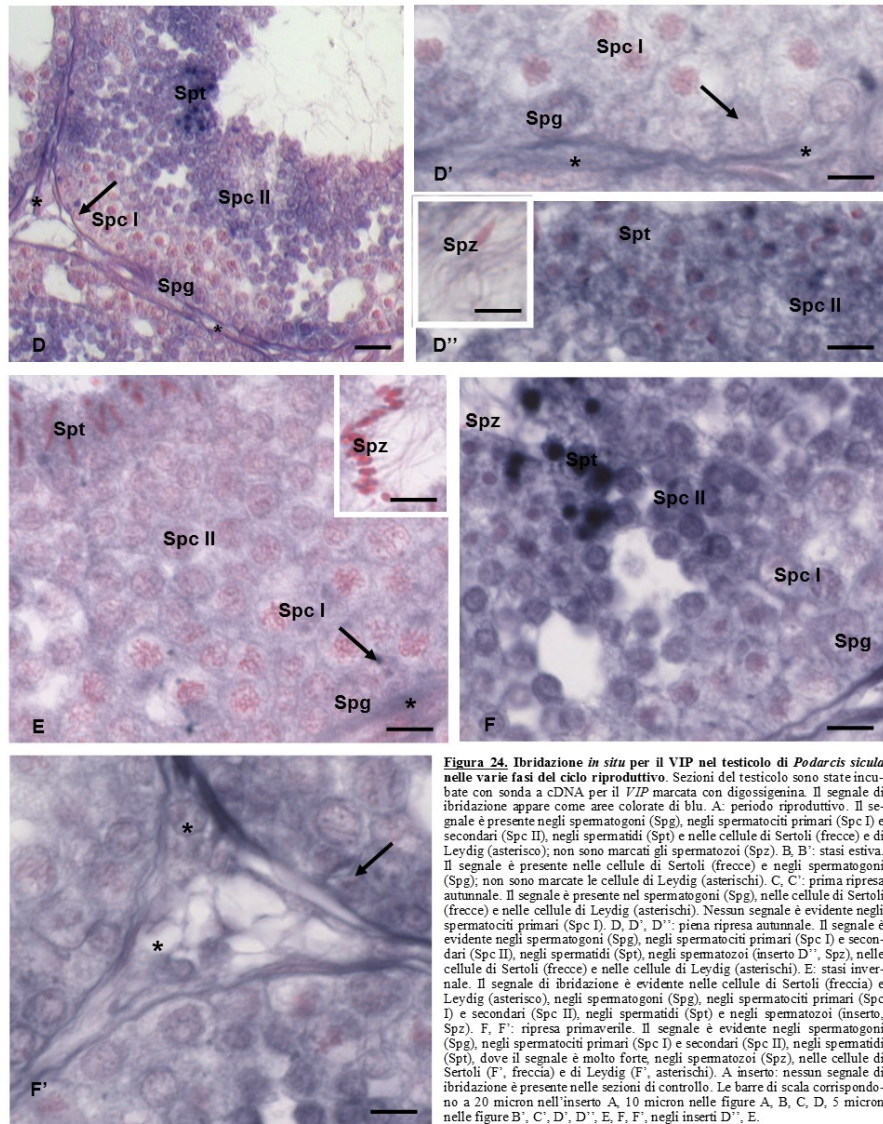 Spt
Spc II
*
Spc I
Spg
*
D
Spc I
Spg
*
*
D'
Spz
Spt
Spc II
D''
Spt
Spz
Spc II
Spc I
Spg
*
E
Spz
Spt
Spc II
Spc I
Spg
F
*
*
F'
Figura 24. Ibridazione in situ per il VIP nel testicolo di Podarcis sicula
nelle varie fasi del ciclo riproduttivo. Sezioni del testicolo sono state incu-
bate con sonda a cDNA per il VIP marcata con digossigenina. Il segnale di
ibridazione appare come aree colorate di blu. A: periodo riproduttivo. Il se-
gnale è presente negli spermatogoni (Spg), negli spermatociti primari (Spc I) e
secondari (Spc II), negli spermatidi (Spt) e nelle cellule di Sertoli (frecce) e di
Leydig (asterisco); non sono marcati gli spermatozoi (Spz). B, B': stasi estiva.
Il segnale è presente nelle cellule di Sertoli (frecce) e negli spermatogoni
(Spg); non sono marcate le cellule di Leydig (asterischi). C, C': prima ripresa
autunnale. Il segnale è presente nel spermatogoni (Spg), nelle cellule di Sertoli
(frecce) e nelle cellule di Leydig (asterischi). Nessun segnale è evidente negli
spermatociti primari (Spc I). D, D', D'': piena ripresa autunnale. Il segnale è
evidente negli spermatogoni (Spg), negli spermatociti primari (Spc I) e secon-
dari (Spc II), negli spermatidi (Spt), negli spermatozoi (inserto D'', Spz), nelle
cellule di Sertoli (frecce) e nelle cellule di Leydig (asterischi). E: stasi inver-
nale. Il segnale di ibridazione è evidente nelle cellule di Sertoli (freccia) e
Leydig (asterisco), negli spermatogoni (Spg), negli spermatociti primari (Spc
I) e secondari (Spc II), negli spermatidi (Spt) e negli spermatozoi (inserto,
Spz). F, F': ripresa primaverile. Il segnale è evidente negli spermatogoni
(Spg), negli spermatociti primari (Spc I) e secondari (Spc II), negli spermatidi
(Spt), dove il segnale è molto forte, negli spermatozoi (Spz), nelle cellule di
Sertoli (F', freccia) e di Leydig (F', asterischi). A inserto: nessun segnale di
ibridazione è presente nelle sezioni di controllo. Le barre di scala corrispondo-
no a 20 micron nell'inserto A, 10 micron nelle figure A, B, C, D, 5 micron
nelle figure B', C', D', D'', E, F, F', negli inserti D'', E.